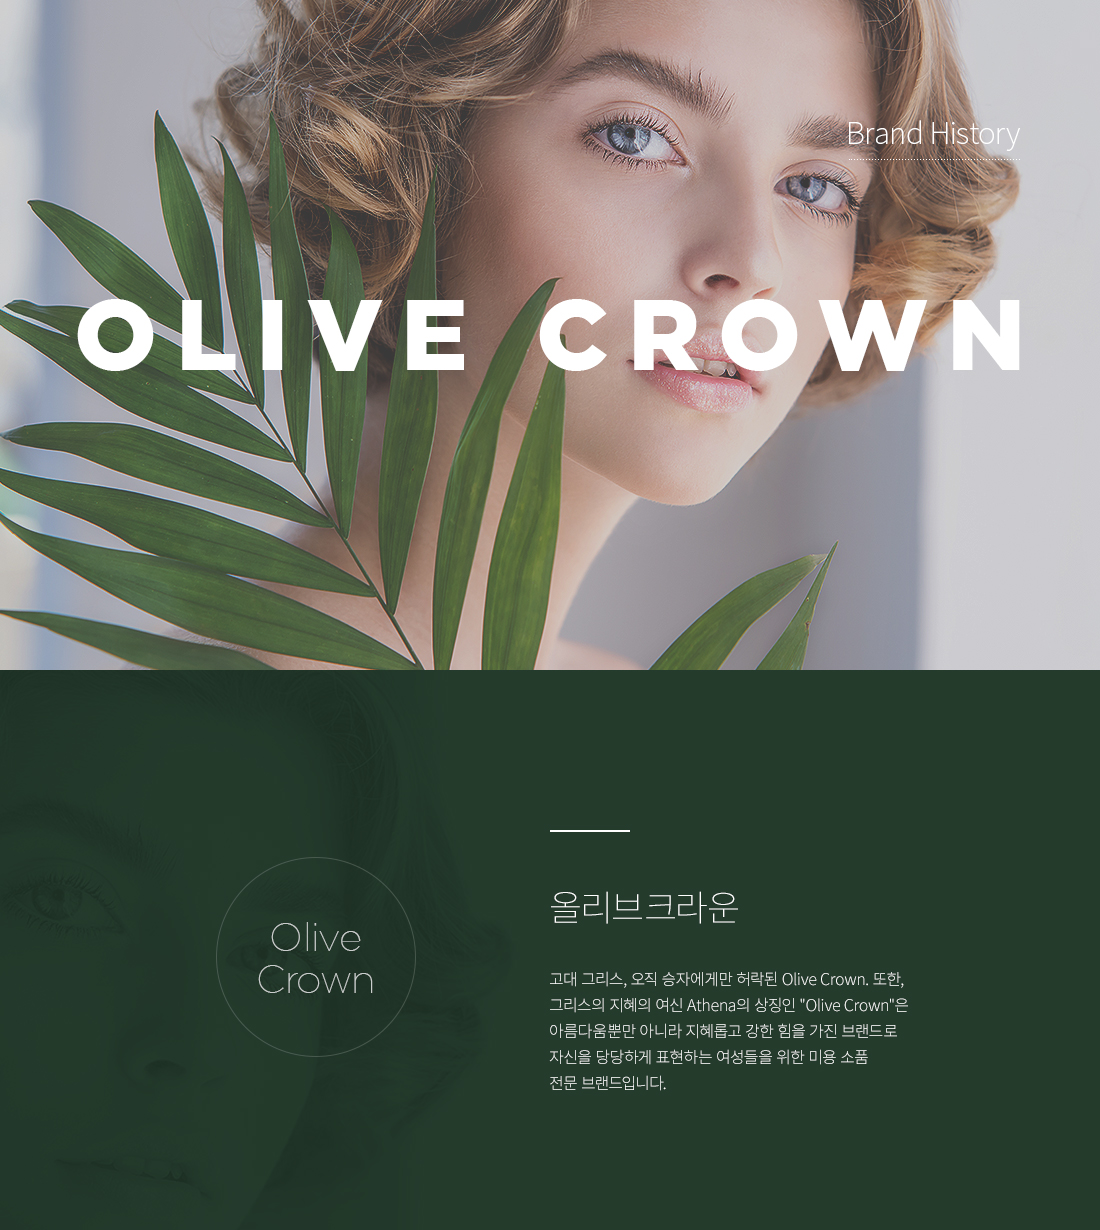 Brand History
OLIVE CROWN
Olive
Crown
올리브크라운
고대 그리스, 오직 승자에게만 허락된 Olive Crown. 또한,
그리스의 지혜의 여신 Athena의 상징인 "Olive Crown"은
아름다움뿐만 아니라 지혜롭고 강한 힘을 가진 브랜드로
자신을 당당하게 표현하는 여성들을 위한 미용 소품
전문 브랜드입니다.